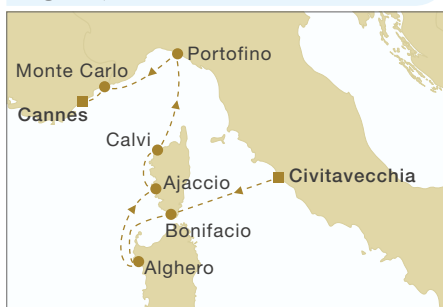 Portofino
Monte Carlo
Cannes
Calvi
Civitavecchia
Ajaccio
Bonifacio
Alghero